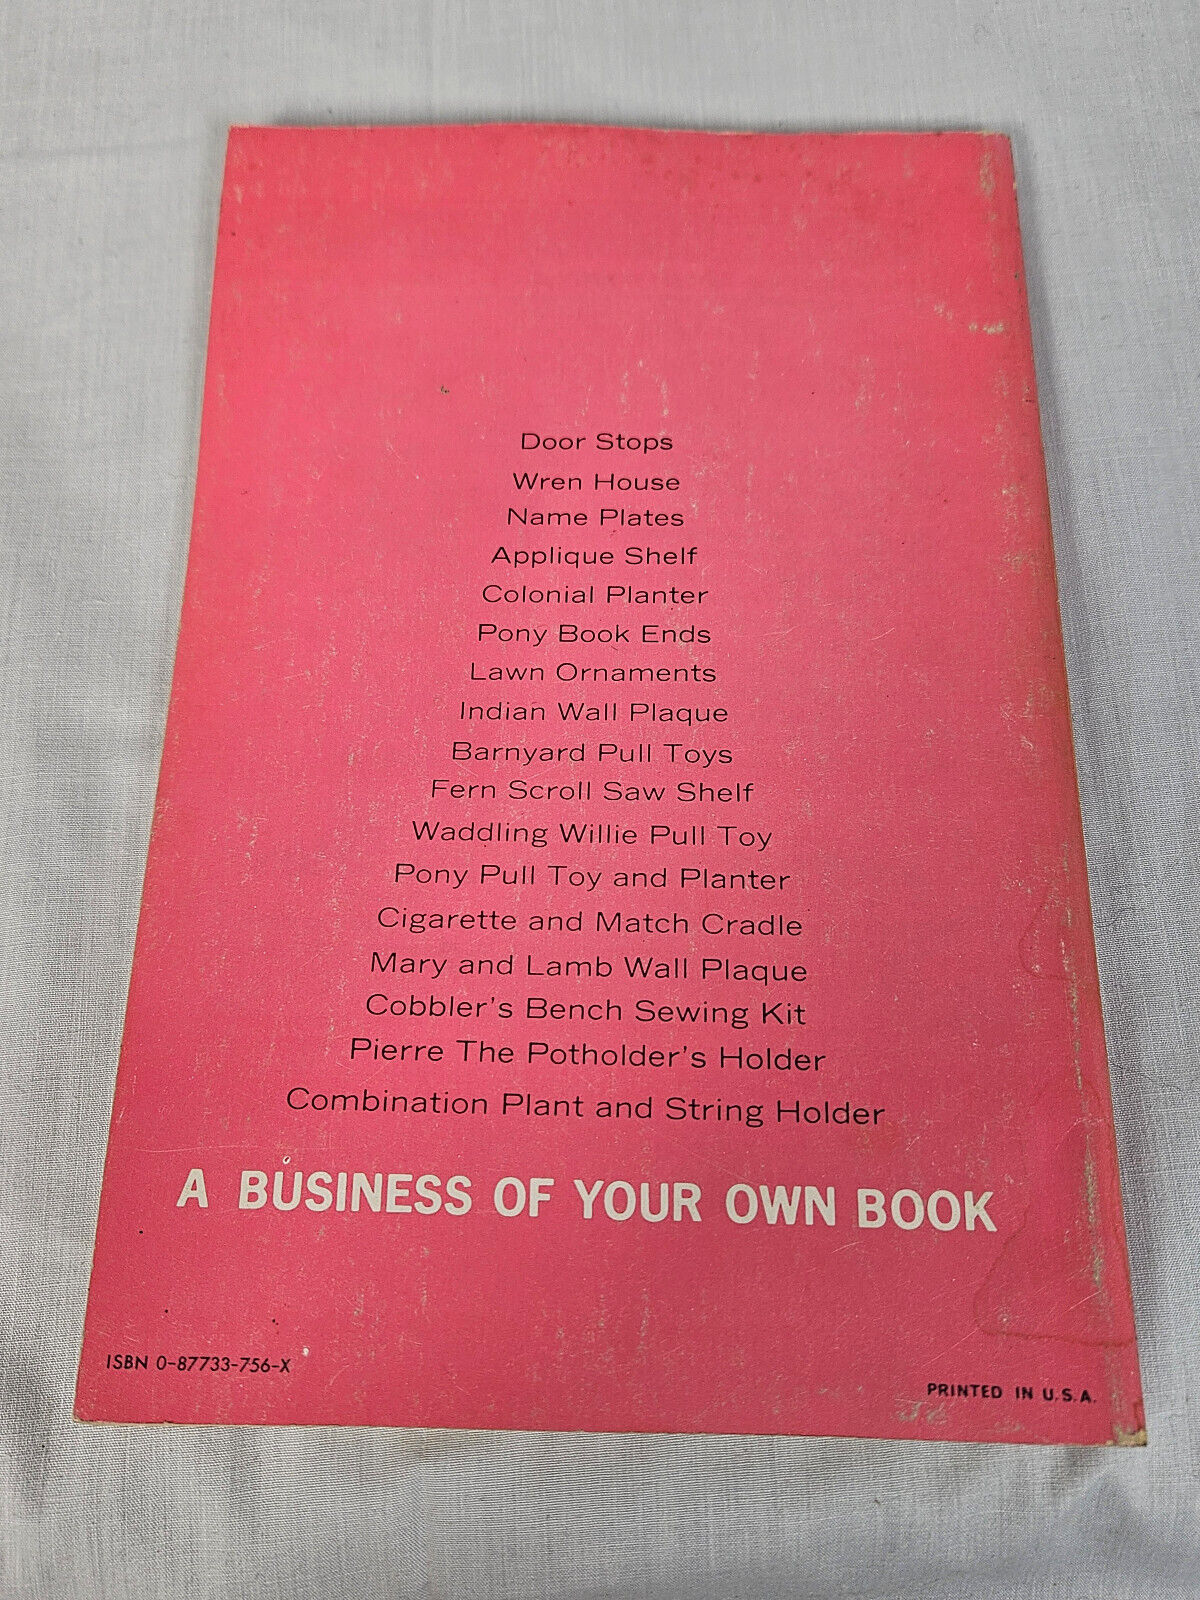 Door Stops
Wren House
Name Plates
Applique Shelf
Colonial Planter
Pony Book Ends
Lawn Ornaments
Indian Wall Plaque
Barnyard Pull Toys
Fern Scroll Saw Shelf
Waddling Willie Pull Toy
Pony Pull Toy and Planter
Cigarette and Match Cradle
Mary and Lamb Wall Plaque
Cobbler's Bench Sewing Kit
Pierre The Potholder's Holder
Combination Plant and String Holder
A BUSINESS OF YOUR OWN BOOK
ISBN 0-87733-756-X
PRINTED IN U.S.A.